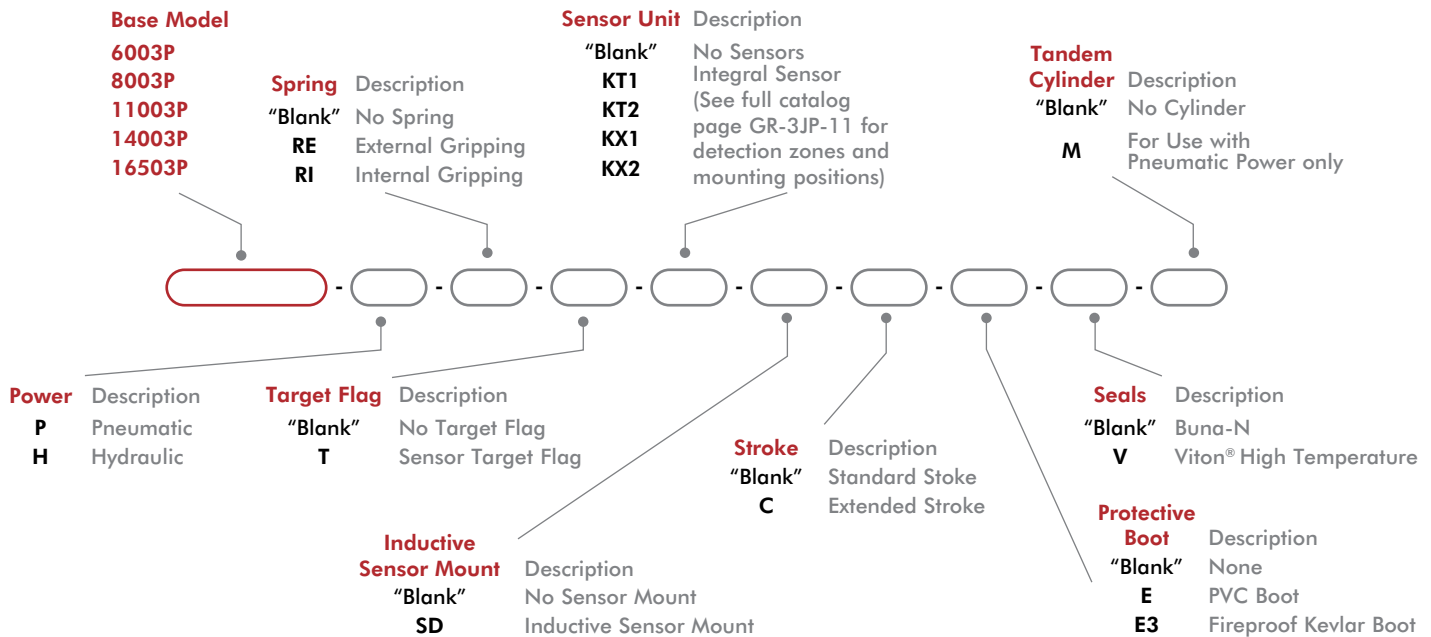 Base Model
6003P
8003P
11003P
14003P
16503P
Spring Description
"Blank" No Spring
RE External Gripping
RI Internal Gripping
Sensor Unit Description
"Blank" No Sensors
KT1 Integral Sensor
KT2 (See full catalog
KX1 page GR-3JP-11 for
KX2 detection zones and
mounting positions)
Tandem
Cylinder Description
"Blank" No Cylinder
M For Use with
Pneumatic Power only
- - - - - - - - -
Power Description
P Pneumatic
H Hydraulic
Target Flag Description
"Blank" No Target Flag
T Sensor Target Flag
Inductive
Sensor Mount Description
"Blank" No Sensor Mount
SD Inductive Sensor Mount
Stroke Description
"Blank" Standard Stoke
C Extended Stroke
Protective
Boot Description
"Blank" None
E PVC Boot
E3 Fireproof Kevlar Boot
Seals Description
"Blank" Buna-N
V Viton® High Temperature